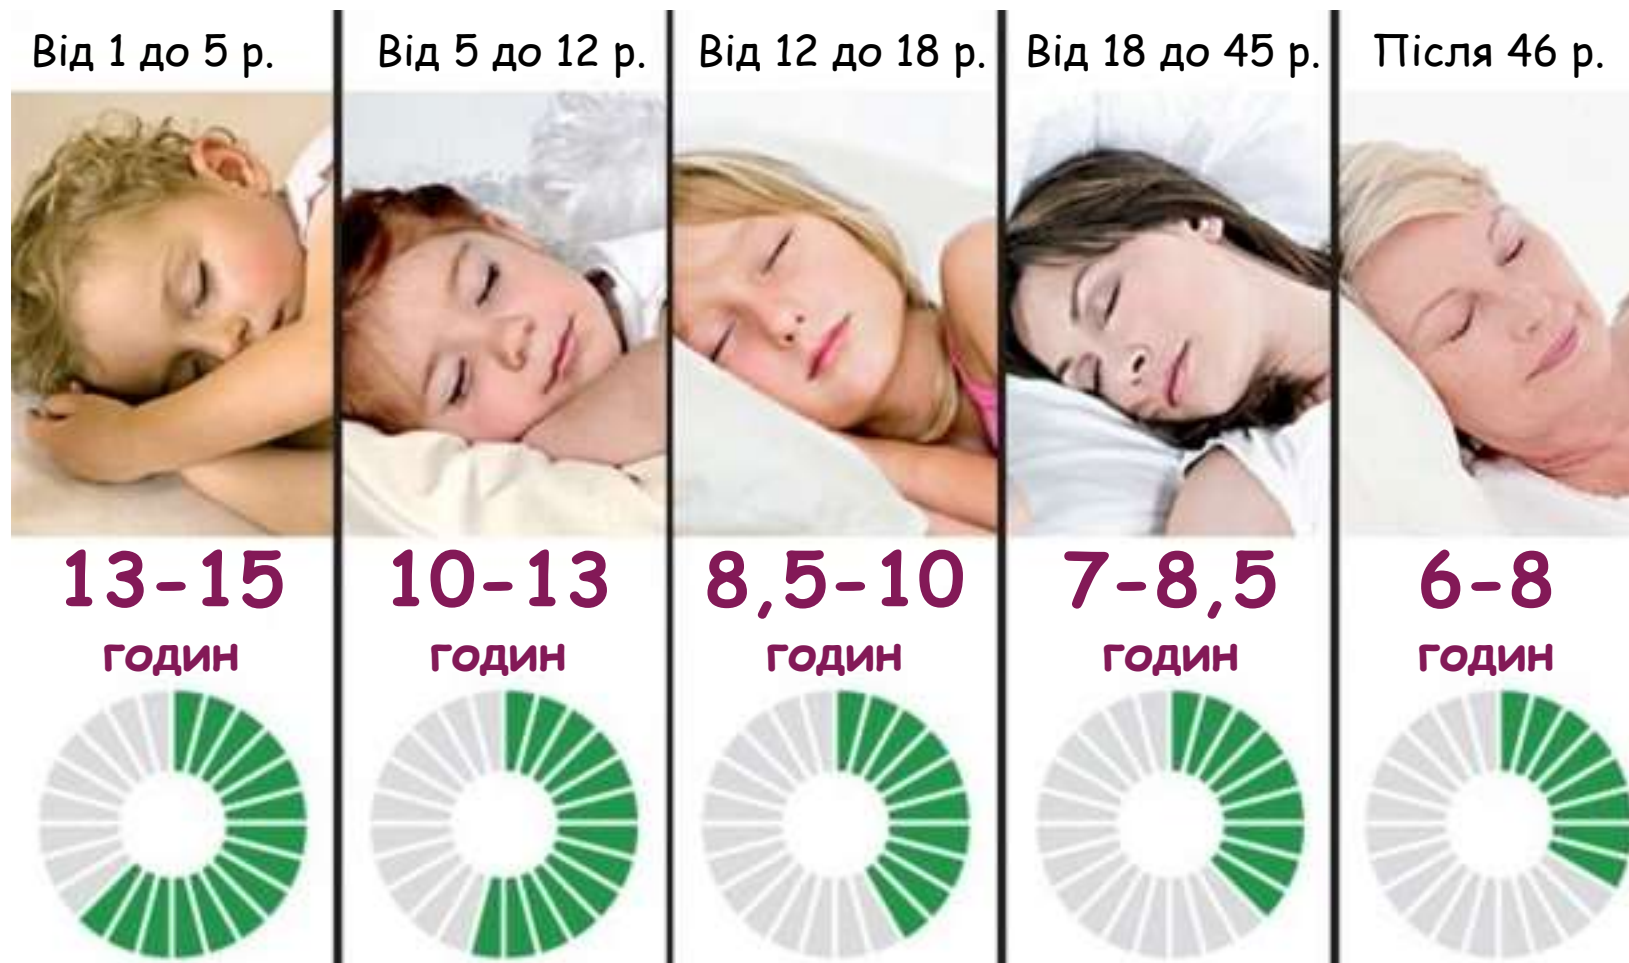 Від 1 до 5 р.
Від 5 до 12 р.
Від 12 до 18 р.
Від 18 до 45 р.
Після 46 р.
13-15
годин
10-13
годин
8,5-10
годин
7-8,5
годин
6-8
годин